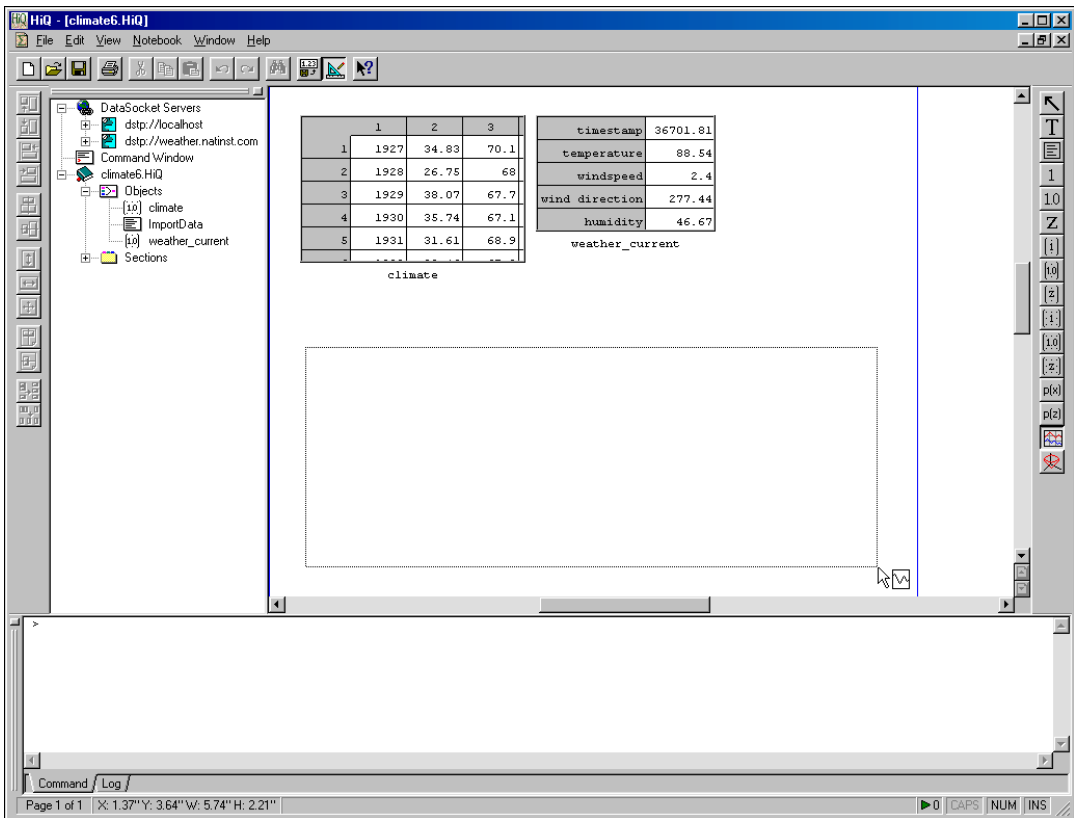 HiQ - [climate6.HiQ]
File Edit View Notebook Window Help
DataSocket Servers
dstp://localhost
dstp://weather.natinst.com
Command Window
climate6.HiQ
Objects
climate
ImportData
weather_current
Sections
1 2 3
1 1927 34.83 70.1
2 1928 26.75 68
3 1929 38.07 67.7
4 1930 35.74 67.1
5 1931 31.61 68.9
climate
timestamp 36701.81
temperature 88.54
windspeed 2.4
wind direction 277.44
humidity 46.67
weather_current
T
1
1.0
Z
[i]
[1.0]
[z]
[1]
[1.0]
[z]
p(x)
p(z)
>
Command Log
Page 1 of 1 X: 1.37" Y: 3.64" W: 5.74" H: 2.21" 0 CAPS NUM INS